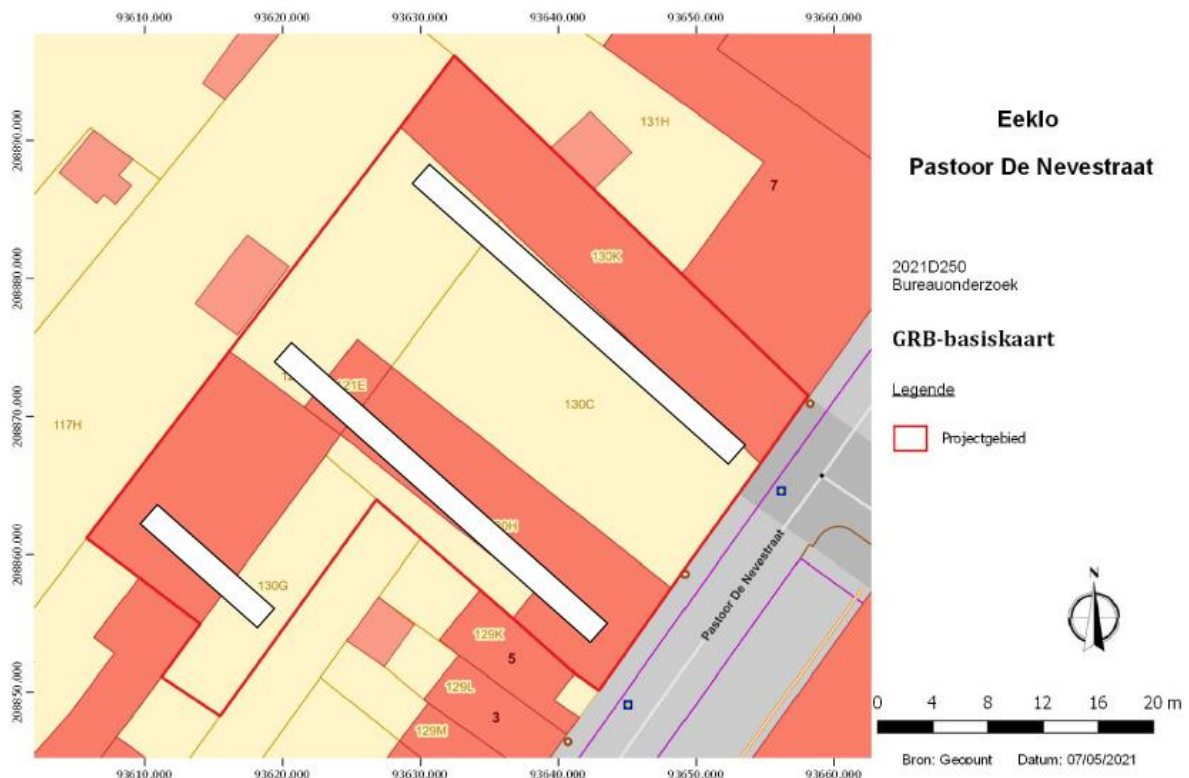 93610.000 93620.000 93630.000 93640.000 93650.000 93660.000
208890.000
208880.000
208870.000
208860.000
208850.000
131H
7
130K
121E
130C
117H
130G
129K
5
129L
3
129M
Pastoor De Nevestraat
93610.000 93620.000 93630.000 93640.000 93650.000 93660.000
Eeklo
Pastoor De Nevestraat
2021D250
Bureauonderzoek
GRB-basiskaart
Legende
Projectgebied
N
0 4 8 12 16 20 m
Bron: Geopunt Datum: 07/05/2021